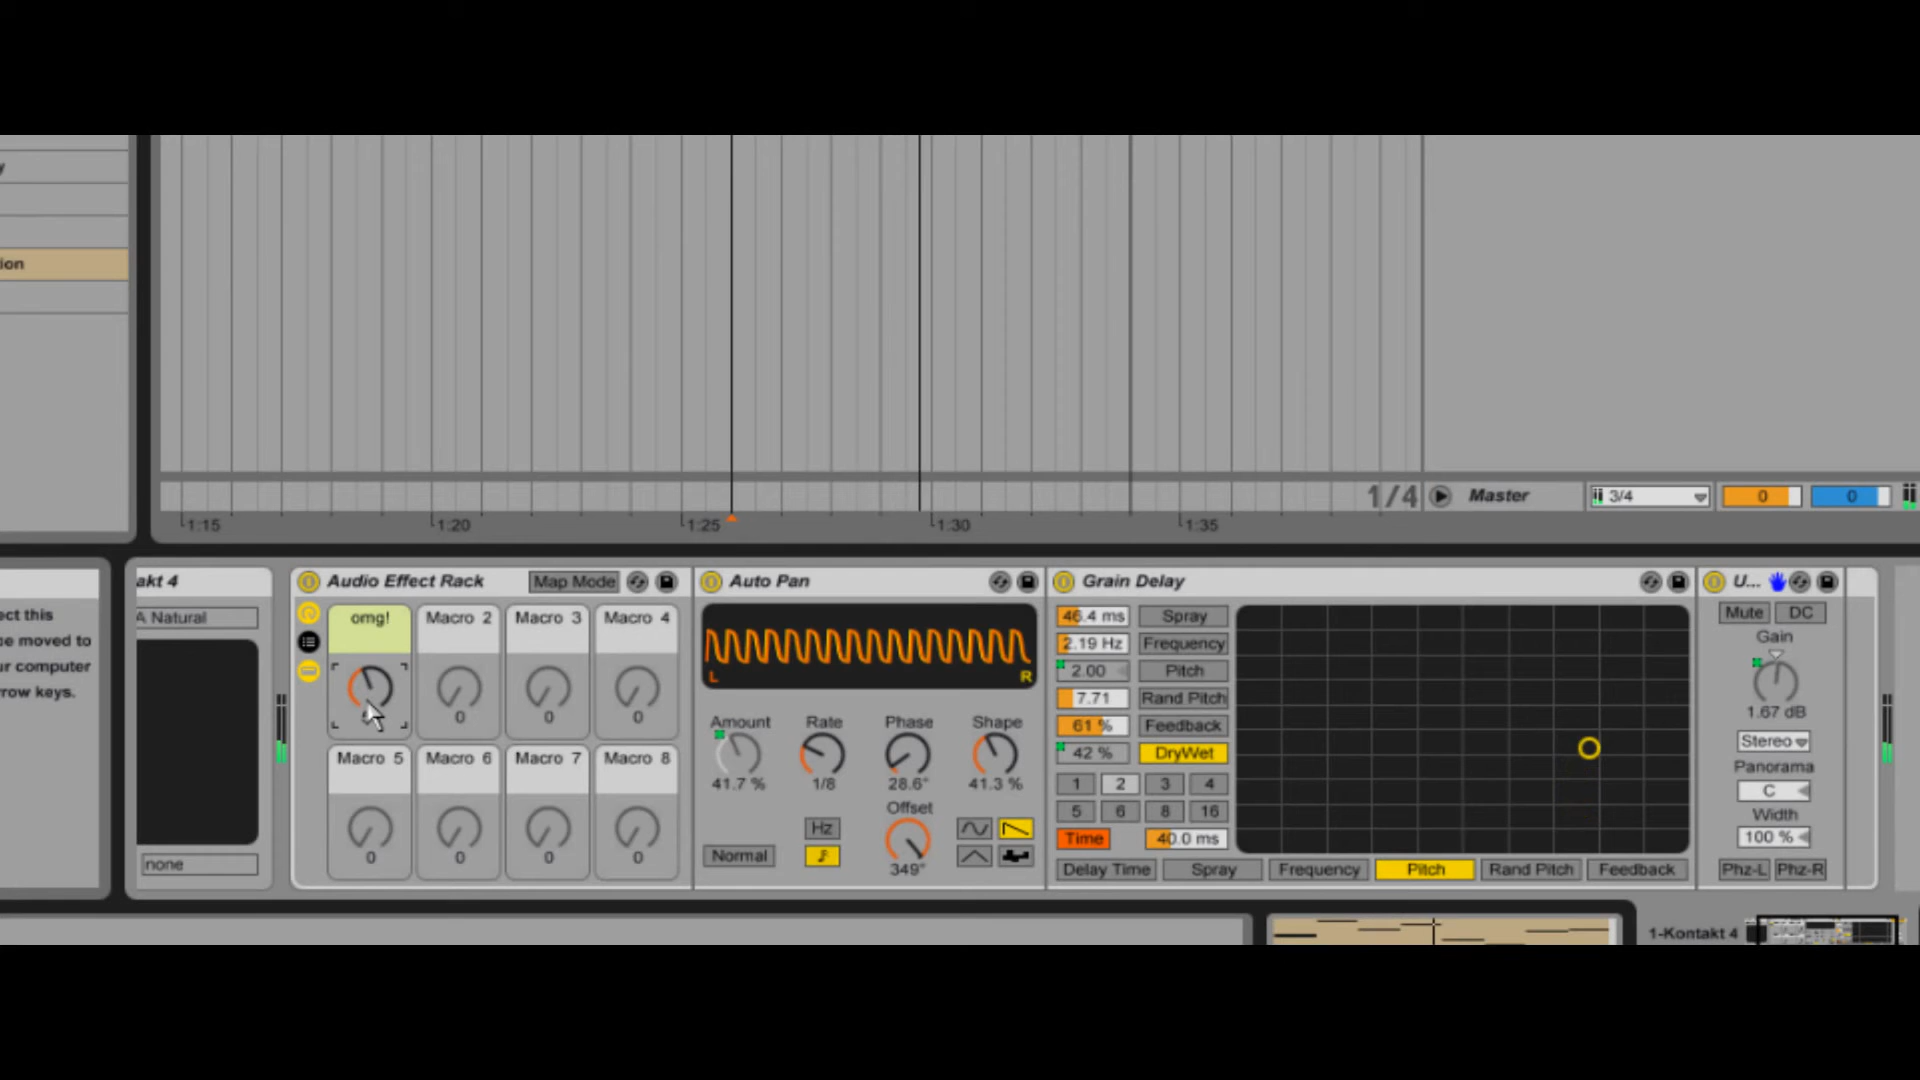 y
ion
1/4
Master
3/4
0
0
1:15
1:20
1:25
1:30
1:35
akt 4
Audio Effect Rack
Map Mode
Auto Pan
Grain Delay
U...
ect this
ce moved to
ur computer
rrow keys.
A Natural
none
omg!
Macro 2
Macro 3
Macro 4
0
0
0
Macro 5
Macro 6
Macro 7
Macro 8
0
0
0
0
L
R
Amount
Rate
Phase
Shape
41.7 %
1/8
28.6°
41.3 %
Offset
Hz
Normal
349°
46.4 ms
Spray
2.19 Hz
Frequency
2.00
Pitch
7.71
Rand Pitch
61 %
Feedback
42 %
DryWet
1
2
3
4
5
6
8
16
Time
40.0 ms
Delay Time
Spray
Frequency
Pitch
Rand Pitch
Feedback
Mute
DC
Gain
1.67 dB
Stereo
Panorama
C
Width
100 %
Phz-L
Phz-R
1-Kontakt 4